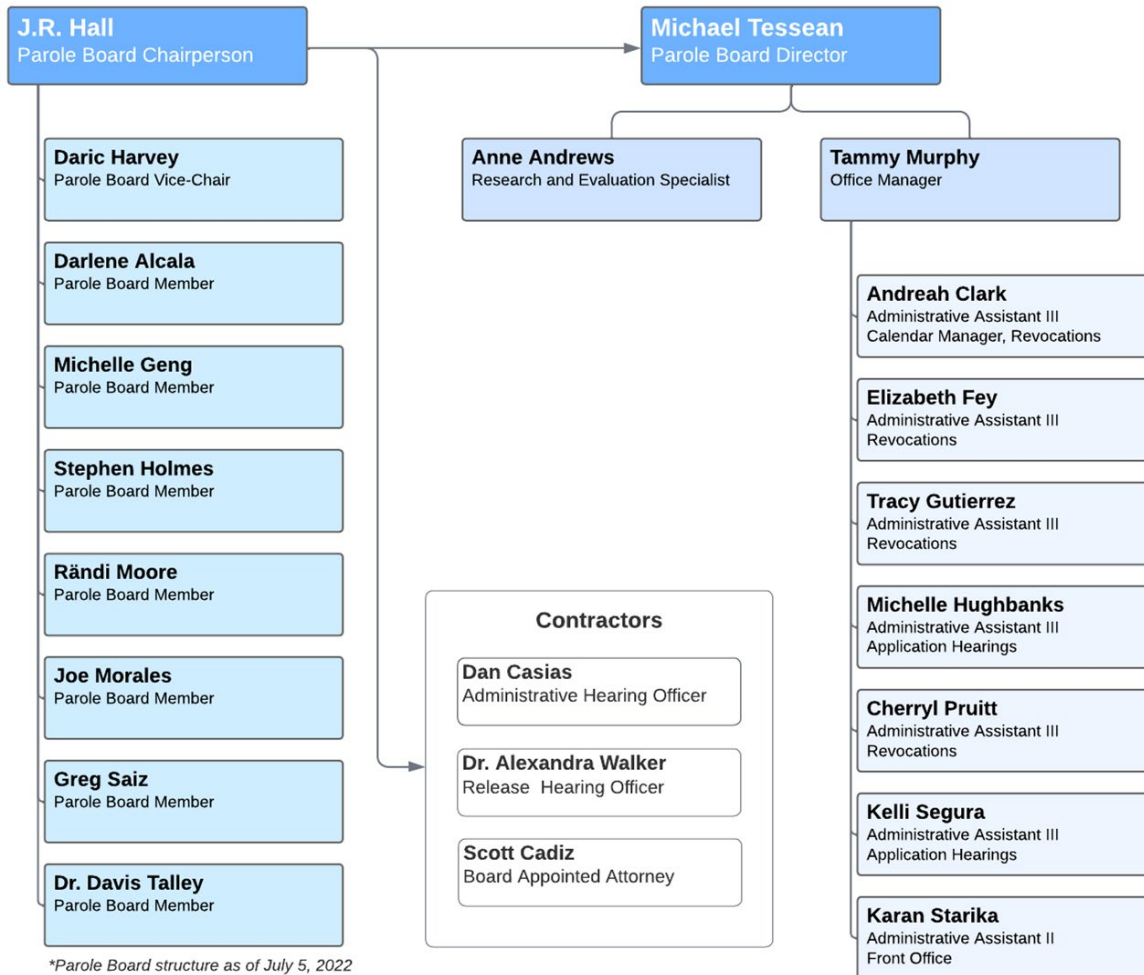 J.R. Hall
Parole Board Chairperson
Michael Tessean
Parole Board Director
Daric Harvey
Parole Board Vice-Chair
Darlene Alcala
Parole Board Member
Michelle Geng
Parole Board Member
Stephen Holmes
Parole Board Member
Rändi Moore
Parole Board Member
Joe Morales
Parole Board Member
Greg Saiz
Parole Board Member
Dr. Davis Talley
Parole Board Member
*Parole Board structure as of July 5, 2022
Anne Andrews
Research and Evaluation Specialist
Contractors
Dan Casias
Administrative Hearing Officer
Dr. Alexandra Walker
Release  Hearing Officer
Scott Cadiz
Board Appointed Attorney
Tammy Murphy
Office Manager
Andreah Clark
Administrative Assistant III
Calendar Manager, Revocations
Elizabeth Fey
Administrative Assistant III
Revocations
Tracy Gutierrez
Administrative Assistant III
Revocations
Michelle Hughbanks
Administrative Assistant III
Application Hearings
Cherryl Pruitt
Administrative Assistant III
Revocations
Kelli Segura
Administrative Assistant III
Application Hearings
Karan Starika
Administrative Assistant II
Front Office